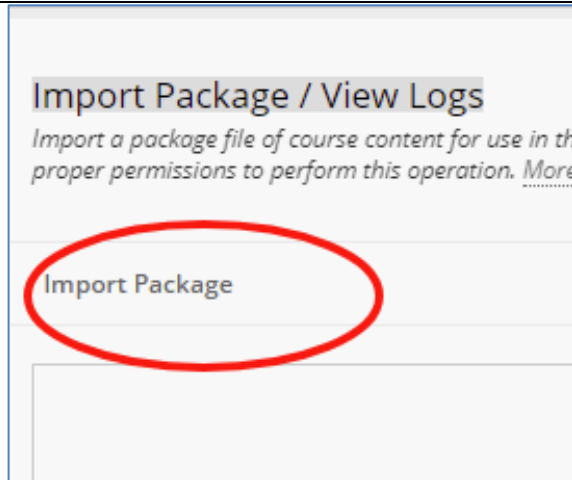 Import Package / View Logs
Import a package file of course content for use in
proper permissions to perform this operation. More
Import Package